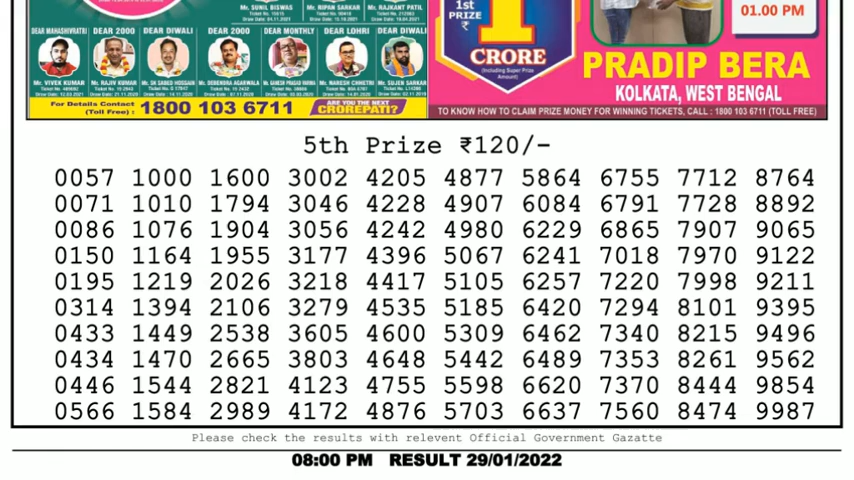 Mr. SUNIL BISWAS Mr. RIPAN SARKAR Mr. RAJKANT PATIL
1st
PRIZE
₹
1
CRORE
(Including Super Prize Amount)
01.00 PM
PRADIP BERA
KOLKATA, WEST BENGAL
DEAR MAHASHIVRATRI DEAR 2000 DEAR DIWALI DEAR 2000 DEAR MONTHLY DEAR LOHRI DEAR DIWALI
Mr. VIVEK KUMAR Mr. RAJIV KUMAR Mr. SK SABED HOSSAIN Mr. DEBENDRA AGARWALA Mr. NARESH CHHETRI Mr. SUJEN SARKAR
For Details Contact
(Toll Free) : 1800 103 6711 ARE YOU THE NEXT
CROREPATI?
TO KNOW HOW TO CLAIM PRIZE MONEY FOR WINNING TICKETS, CALL : 1800 103 6711 (TOLL FREE)
5th Prize ₹120/-
0057 1000 1600 3002 4205 4877 5864 6755 7712 8764
0071 1010 1794 3046 4228 4907 6084 6791 7728 8892
0086 1076 1904 3056 4242 4980 6229 6865 7907 9065
0150 1164 1955 3177 4396 5067 6241 7018 7970 9122
0195 1219 2026 3218 4417 5105 6257 7220 7998 9211
0314 1394 2106 3279 4535 5185 6420 7294 8101 9395
0433 1449 2538 3605 4600 5309 6462 7340 8215 9496
0434 1470 2665 3803 4648 5442 6489 7353 8261 9562
0446 1544 2821 4123 4755 5598 6620 7370 8444 9854
0566 1584 2989 4172 4876 5703 6637 7560 8474 9987
Please check the results with relevent Official Government Gazatte
08:00 PM RESULT 29/01/2022